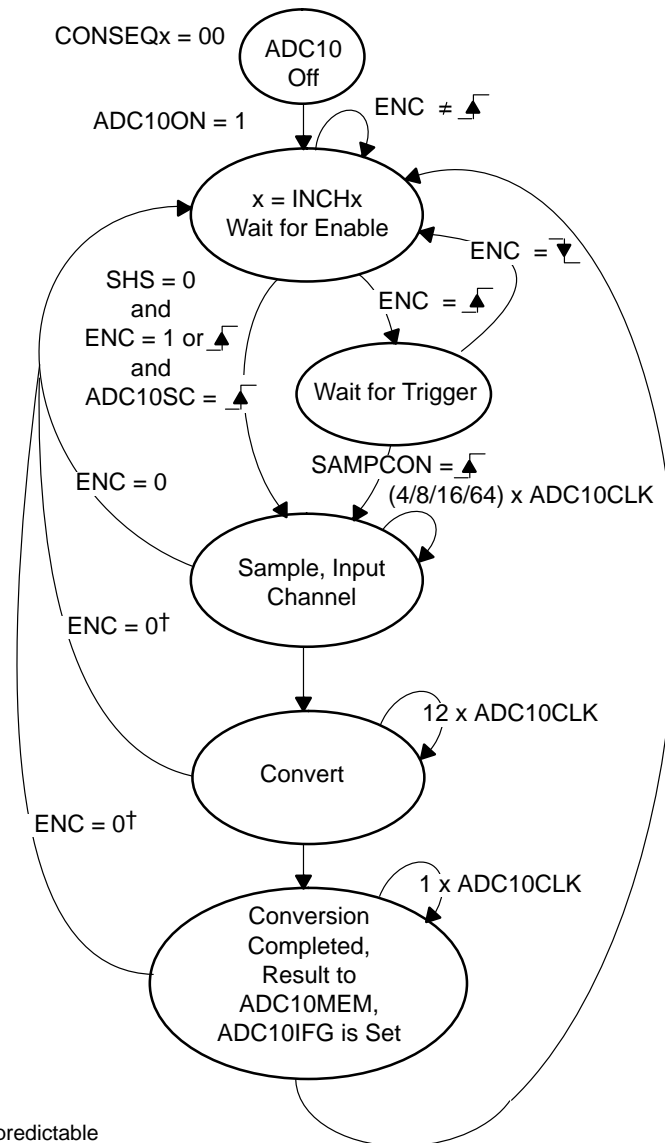 CONSEQx = 00
ADC10
Off
ADC10ON = 1
ENC ≠
x = INCHx
Wait for Enable
SHS = 0
and
ENC = 1 or
and
ADC10SC =
ENC =
ENC =
Wait for Trigger
SAMPCON =
(4/8/16/64) x ADC10CLK
ENC = 0
Sample, Input
Channel
ENC = 0†
12 x ADC10CLK
Convert
ENC = 0†
1 x ADC10CLK
Conversion
Completed,
Result to
ADC10MEM,
ADC10IFG is Set